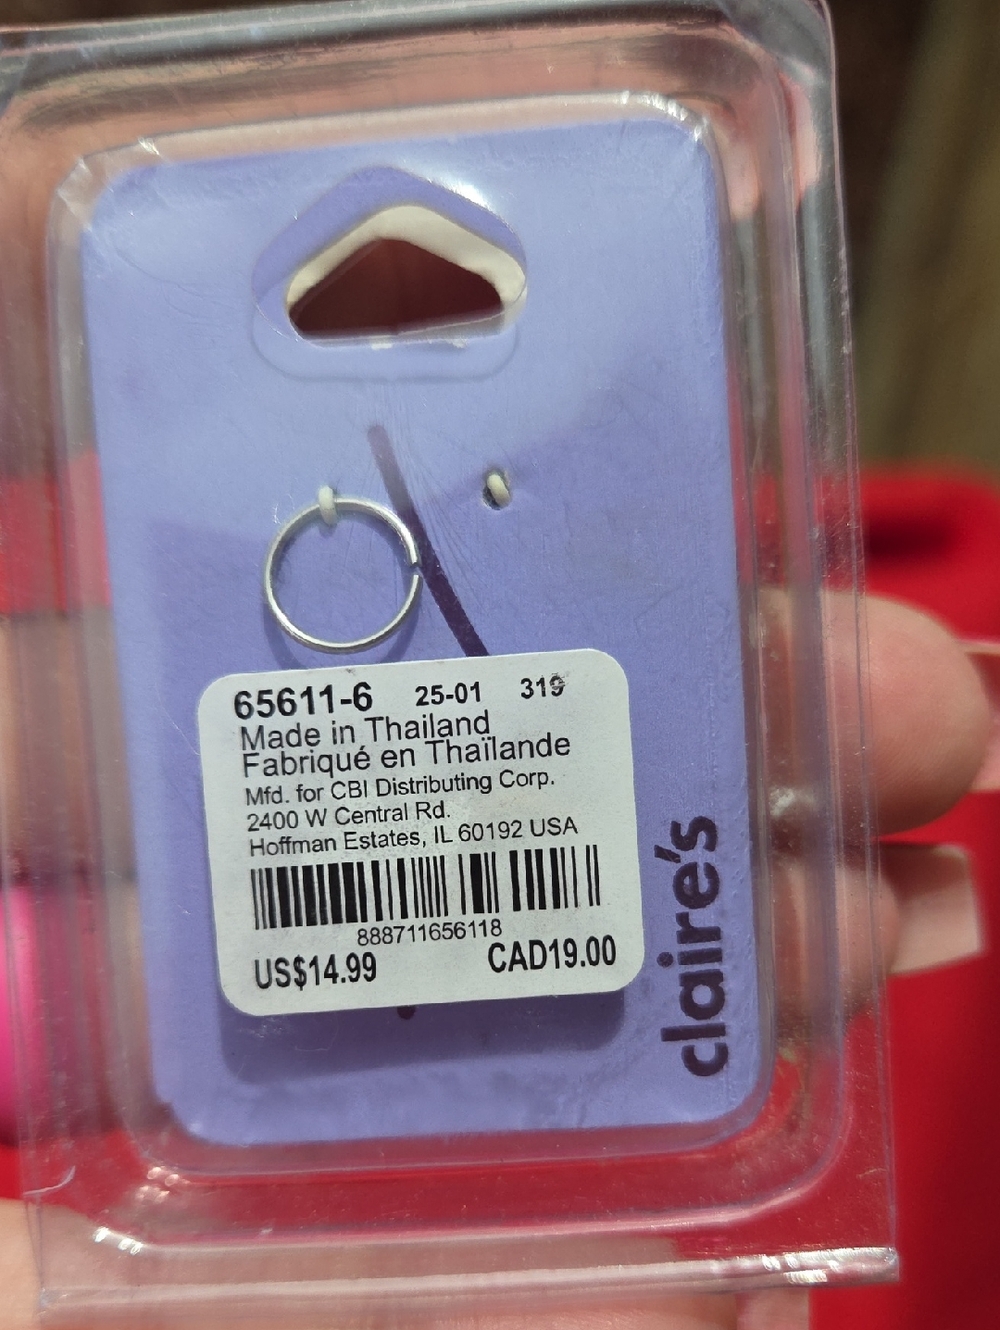 65611-6 25-01 319
Made in Thailand
Fabriqué en Thaïlande
Mfd. for CBI Distributing Corp.
2400 W Central Rd.
Hoffman Estates, IL 60192 USA
888711656118
US$14.99 CAD19.00
claire's